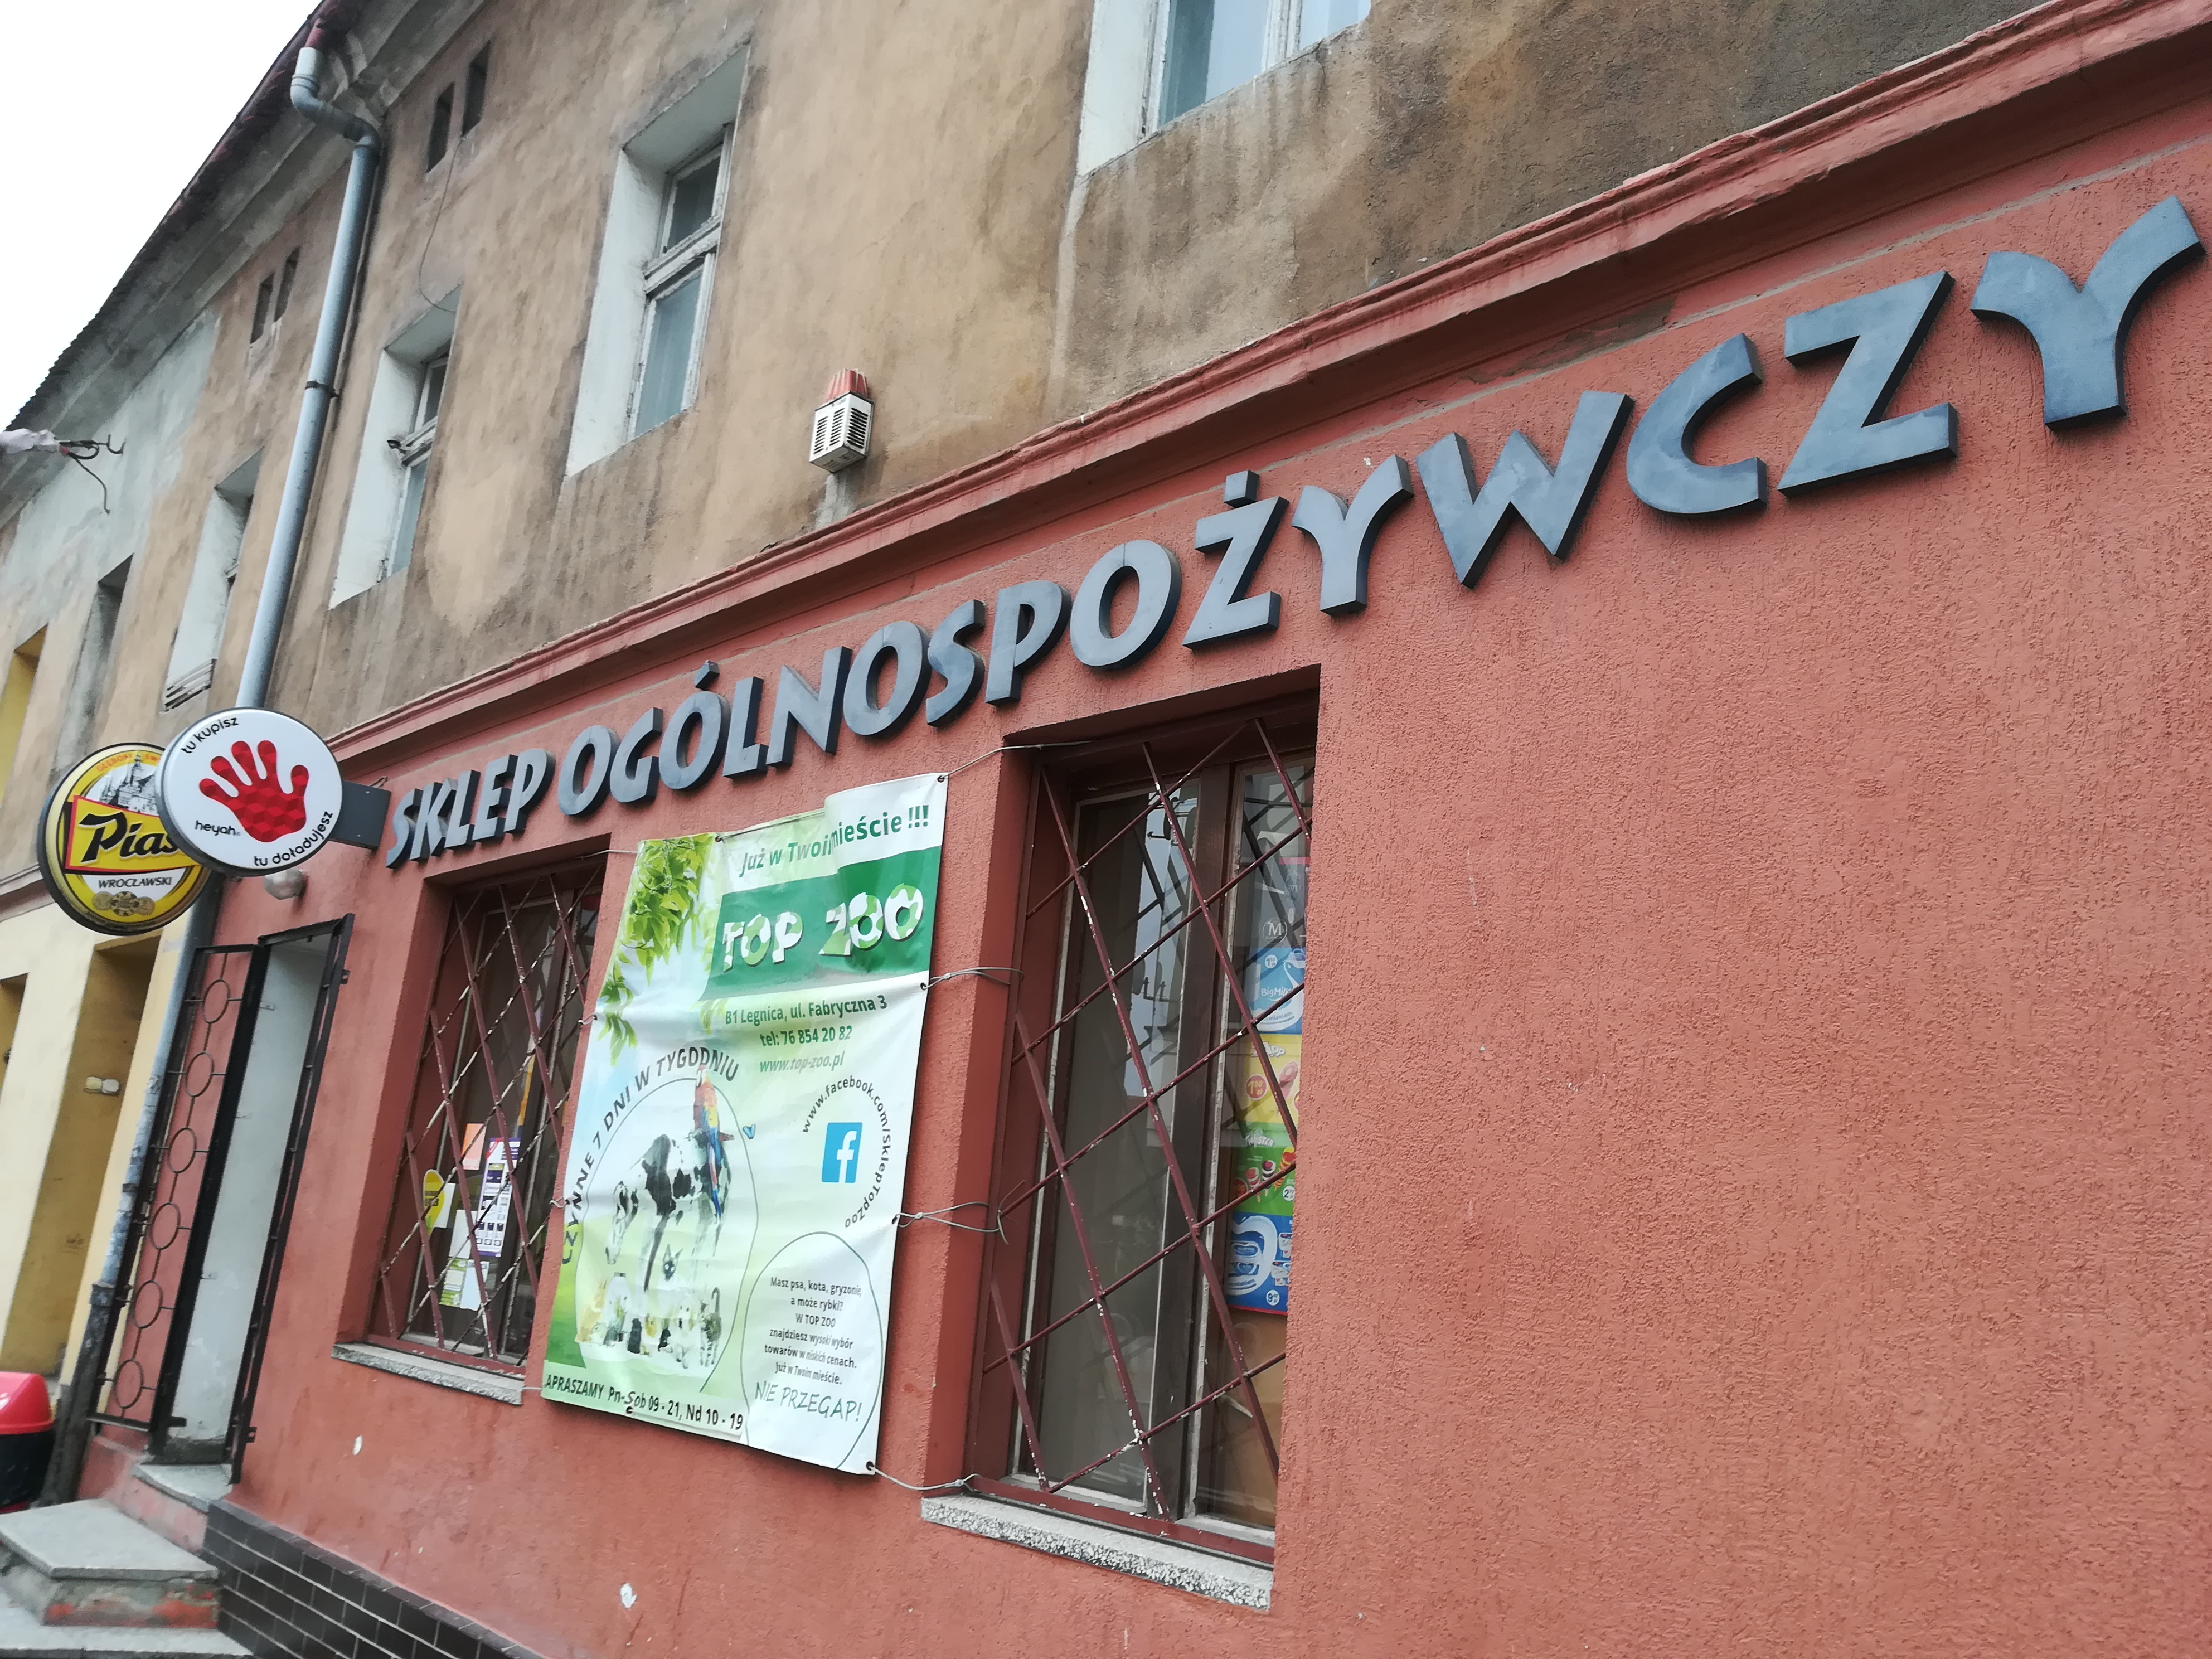 SKLEP OGÓLNOSPOŻYWCZY
tu kupisz
heyah
tu doładujesz
WROCŁAWSKI
Już w Twoim mieście !!!
TOP ZOO
B1 Legnica, ul. Fabryczna 3
tel: 76 854 20 82
www.top-zoo.pl
CZYNNE 7 DNI W TYGODNIU
www.facebook.com/skleptopzoo
f
Masz psa, kota, gryzonie,
a może rybki?
W TOP ZOO
znajdziesz wysoki wybór
towarów w niskich cenach.
Już w Twoim mieście.
NIE PRZEGAP!
APRASZAMY Pn-Sob 09 - 21, Nd 10 - 19
M